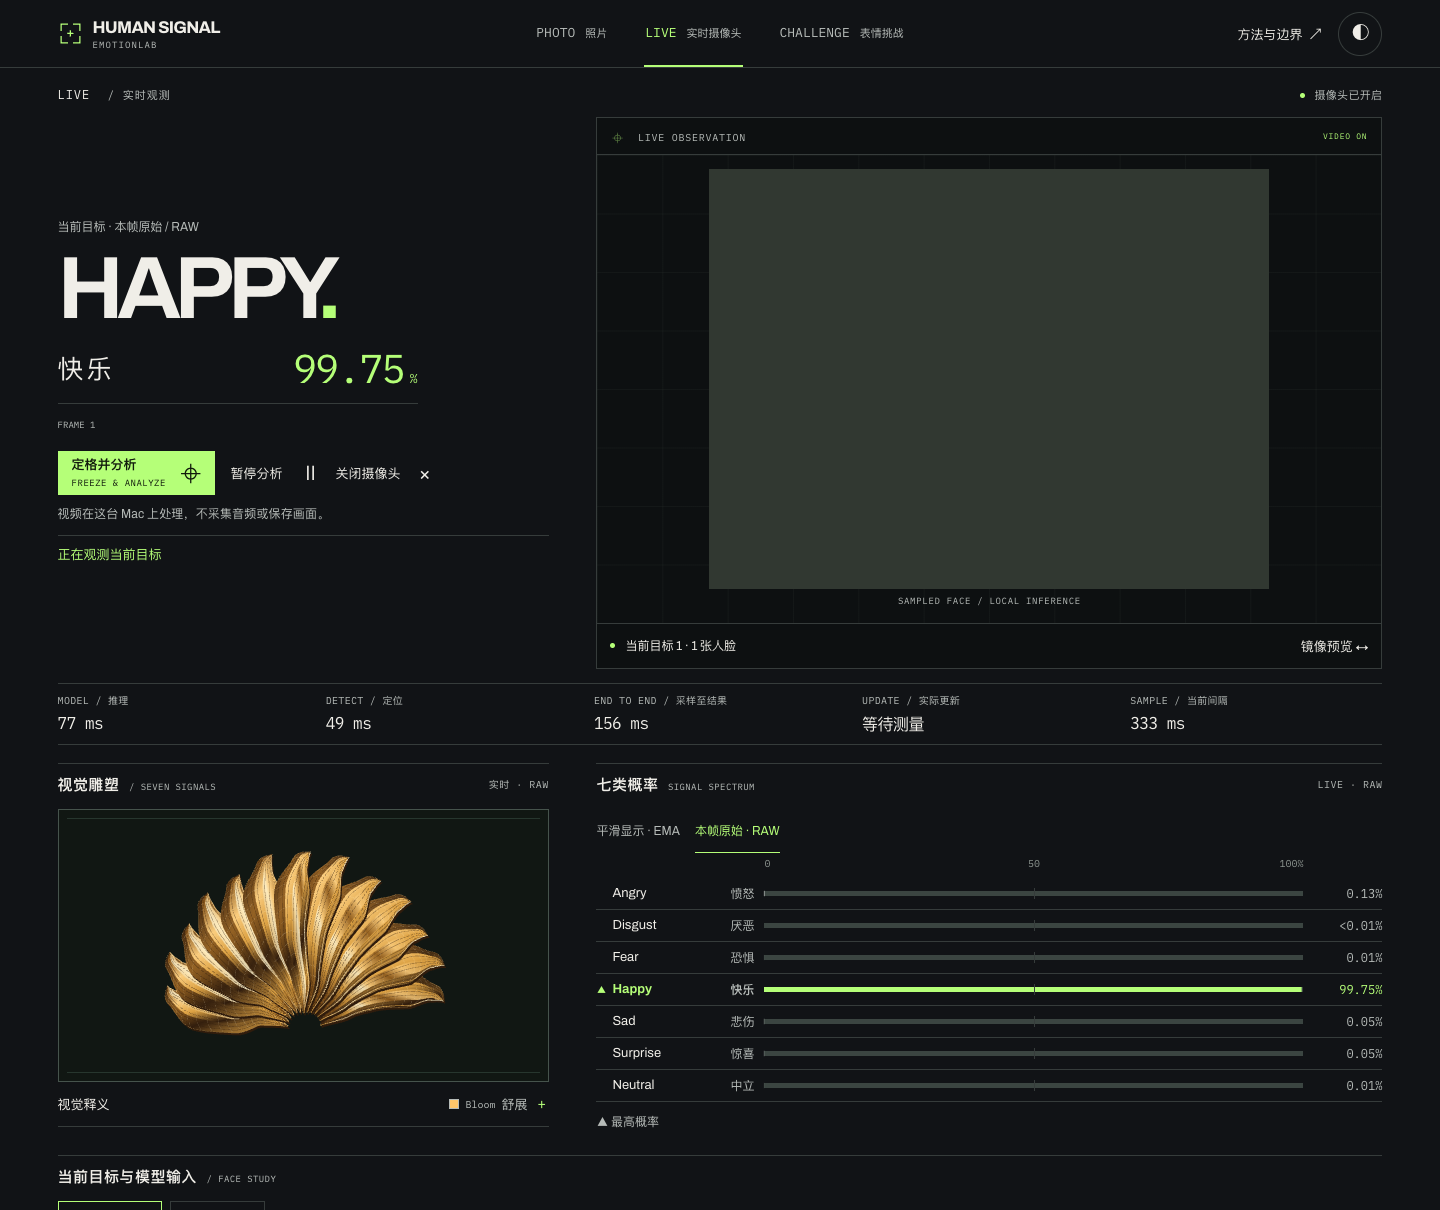 HUMAN SIGNAL
EMOTIONLAB
PHOTO 照片
LIVE 实时摄像头
CHALLENGE 表情挑战
方法与边界 ↗
LIVE / 实时观测
摄像头已开启
LIVE OBSERVATION
VIDEO ON
当前目标 · 本帧原始 / RAW
HAPPY.
快乐
99.75%
FRAME 1
定格并分析
FREEZE & ANALYZE
暂停分析
关闭摄像头 ×
视频在这台 Mac 上处理，不采集音频或保存画面。
正在观测当前目标
SAMPLED FACE / LOCAL INFERENCE
当前目标 1 · 1 张人脸
镜像预览 ↔
MODEL / 推理
77 ms
DETECT / 定位
49 ms
END TO END / 采样至结果
156 ms
UPDATE / 实际更新
等待测量
SAMPLE / 当前间隔
333 ms
视觉雕塑 / SEVEN SIGNALS
实时 · RAW
视觉释义
Bloom 舒展 +
七类概率 SIGNAL SPECTRUM
LIVE · RAW
平滑显示 · EMA
本帧原始 · RAW
0 50 100%
Angry 愤怒 0.13%
Disgust 厌恶 <0.01%
Fear 恐惧 0.01%
▲ Happy 快乐 99.75%
Sad 悲伤 0.05%
Surprise 惊喜 0.05%
Neutral 中立 0.01%
▲ 最高概率
当前目标与模型输入 / FACE STUDY